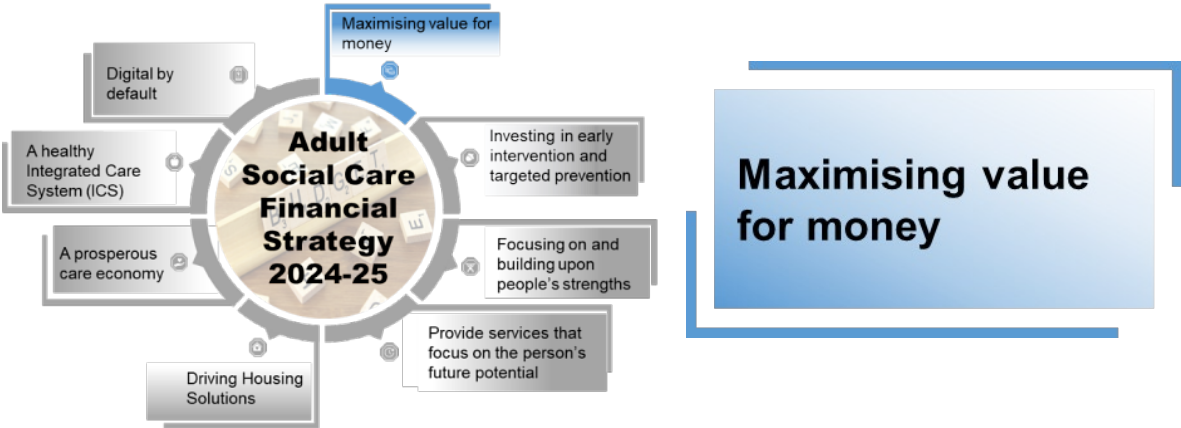 Maximising value for
money
Investing in early
intervention and
targeted prevention
Focusing on and
building upon
people's strengths
Provide services that
focus on the person's
future potential
Driving Housing
Solutions
A prosperous
care economy
A healthy
Integrated Care
System (ICS)
Digital by
default
Adult
Social Care
Financial
Strategy
2024-25
BUDGET
Maximising value
for money